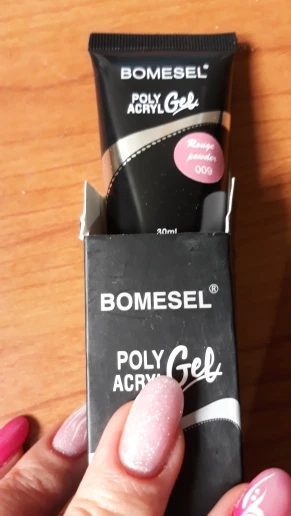 BOMESEL®
POLY
ACRYL Gel
Rouge
powder
009
30ml
BOMESEL®
POLY
ACRYL Gel